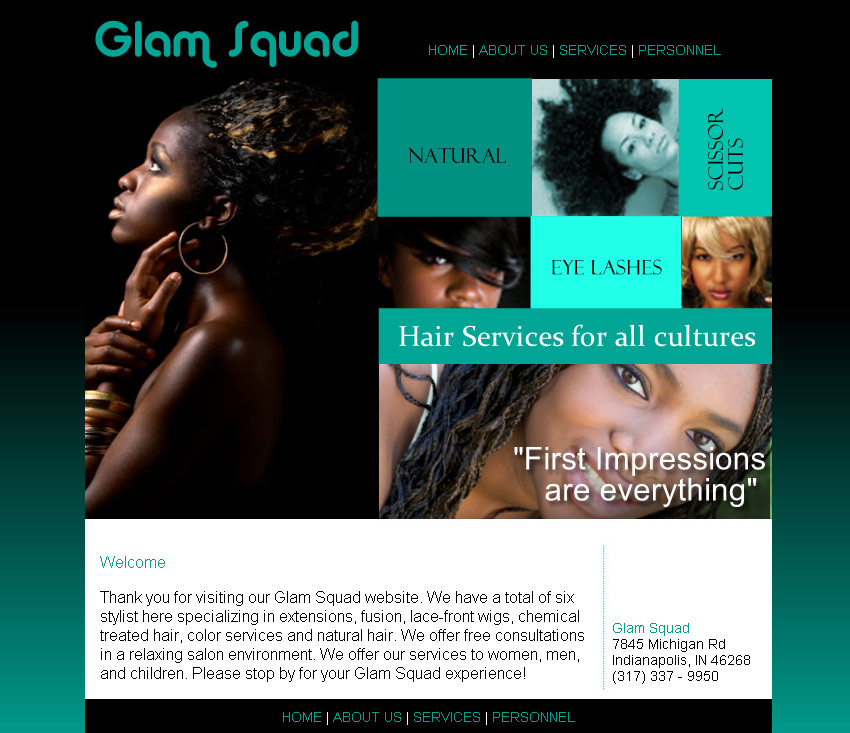 Glam Squad
HOME | ABOUT US | SERVICES | PERSONNEL
NATURAL
SCISSOR
CUTS
EYE LASHES
Hair Services for all cultures
"First Impressions
are everything"
Welcome
Thank you for visiting our Glam Squad website. We have a total of six
stylist here specializing in extensions, fusion, lace-front wigs, chemical
treated hair, color services and natural hair. We offer free consultations
in a relaxing salon environment. We offer our services to women, men,
and children. Please stop by for your Glam Squad experience!
Glam Squad
7845 Michigan Rd
Indianapolis, IN 46268
(317) 337 - 9950
HOME | ABOUT US | SERVICES | PERSONNEL